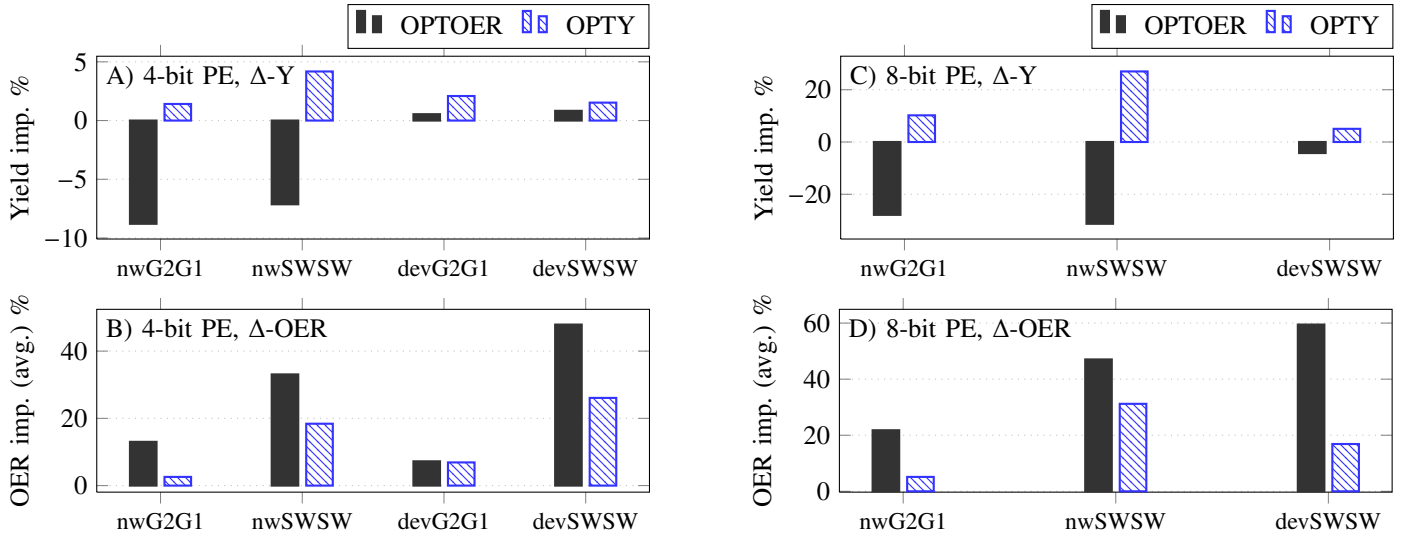 OPTOER OPTY
A) 4-bit PE, Δ-Y
Yield imp. %
5
0
−5
−10
nwG2G1 nwSWSW devG2G1 devSWSW
B) 4-bit PE, Δ-OER
OER imp. (avg.) %
40
20
0
nwG2G1 nwSWSW devG2G1 devSWSW
OPTOER OPTY
C) 8-bit PE, Δ-Y
Yield imp. %
20
0
−20
nwG2G1 nwSWSW devSWSW
D) 8-bit PE, Δ-OER
OER imp. (avg.) %
60
40
20
0
nwG2G1 nwSWSW devSWSW